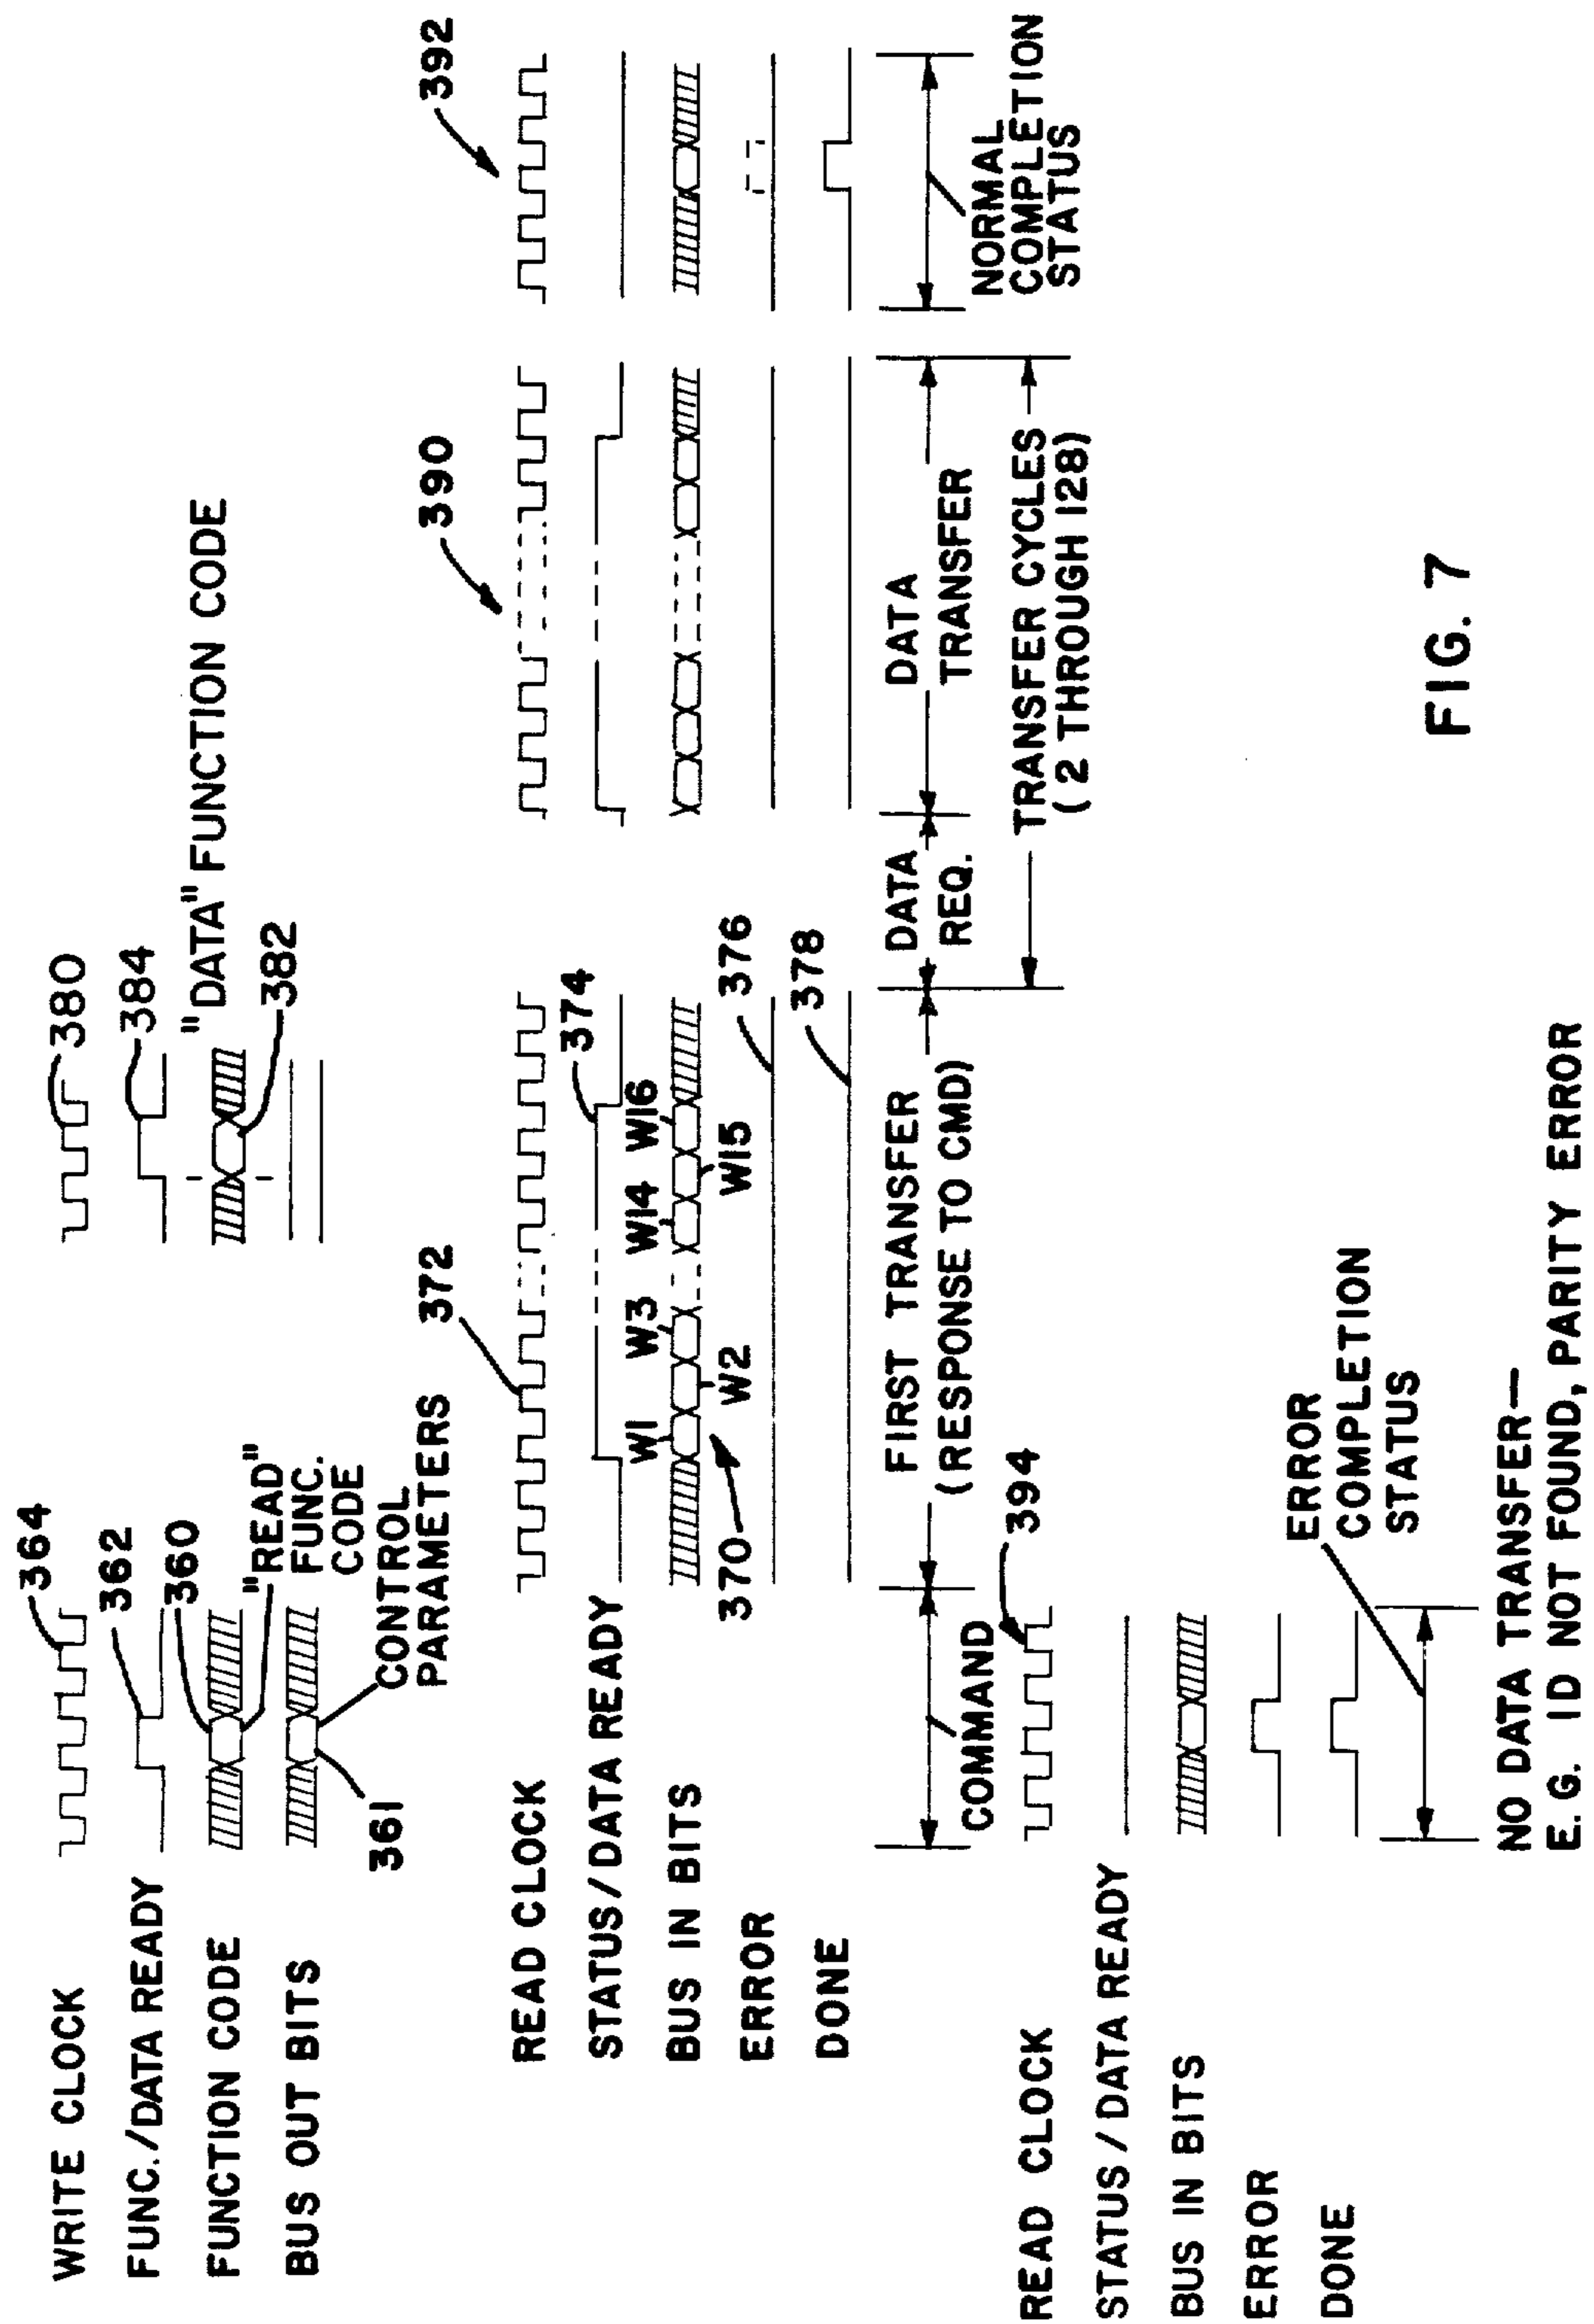 WRITE CLOCK
364
380
FUNC./DATA READY
362
384
FUNCTION CODE
360
"READ"
FUNC.
CODE
"DATA" FUNCTION CODE
382
BUS OUT BITS
361
CONTROL
PARAMETERS
READ CLOCK
372
390
392
STATUS/DATA READY
374
BUS IN BITS
W1
W3
W14
W16
370
W2
W15
ERROR
376
DONE
378
COMMAND
FIRST TRANSFER
(RESPONSE TO CMD)
DATA
REQ.
DATA
TRANSFER
TRANSFER CYCLES
(2 THROUGH 128)
NORMAL
COMPLETION
STATUS
READ CLOCK
394
STATUS/DATA READY
BUS IN BITS
ERROR
DONE
ERROR
COMPLETION
STATUS
NO DATA TRANSFER—
E.G. ID NOT FOUND, PARITY ERROR
FIG. 7